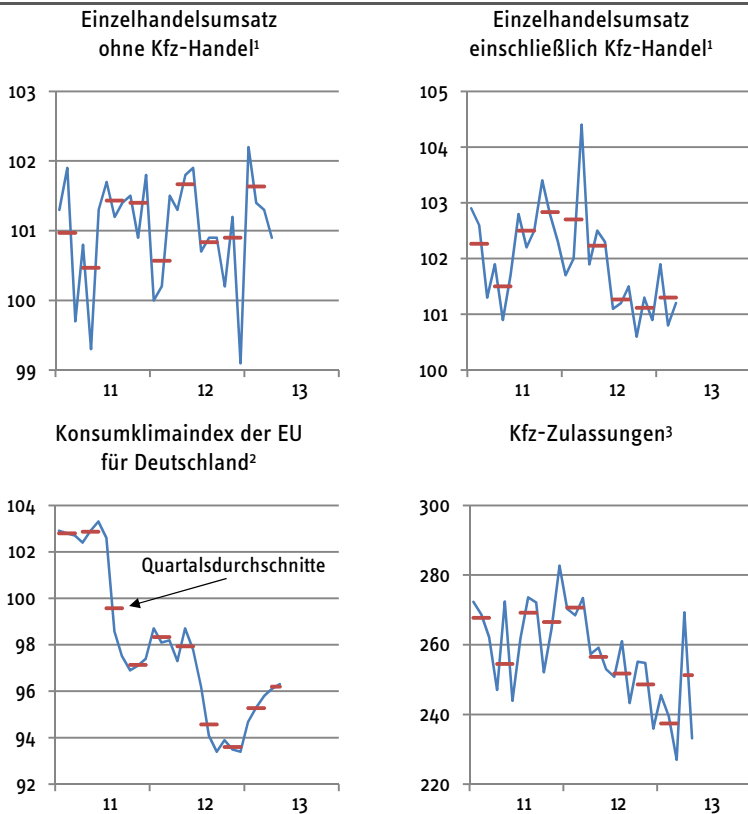 Einzelhandelsumsatz
ohne Kfz-Handel¹
103
102
101
100
99
11 12 13
Einzelhandelsumsatz
einschließlich Kfz-Handel¹
105
104
103
102
101
100
11 12 13
Konsumklimaindex der EU
für Deutschland²
104
102
100
98
96
94
92
Quartalsdurchschnitte
11 12 13
Kfz-Zulassungen³
300
280
260
240
220
11 12 13